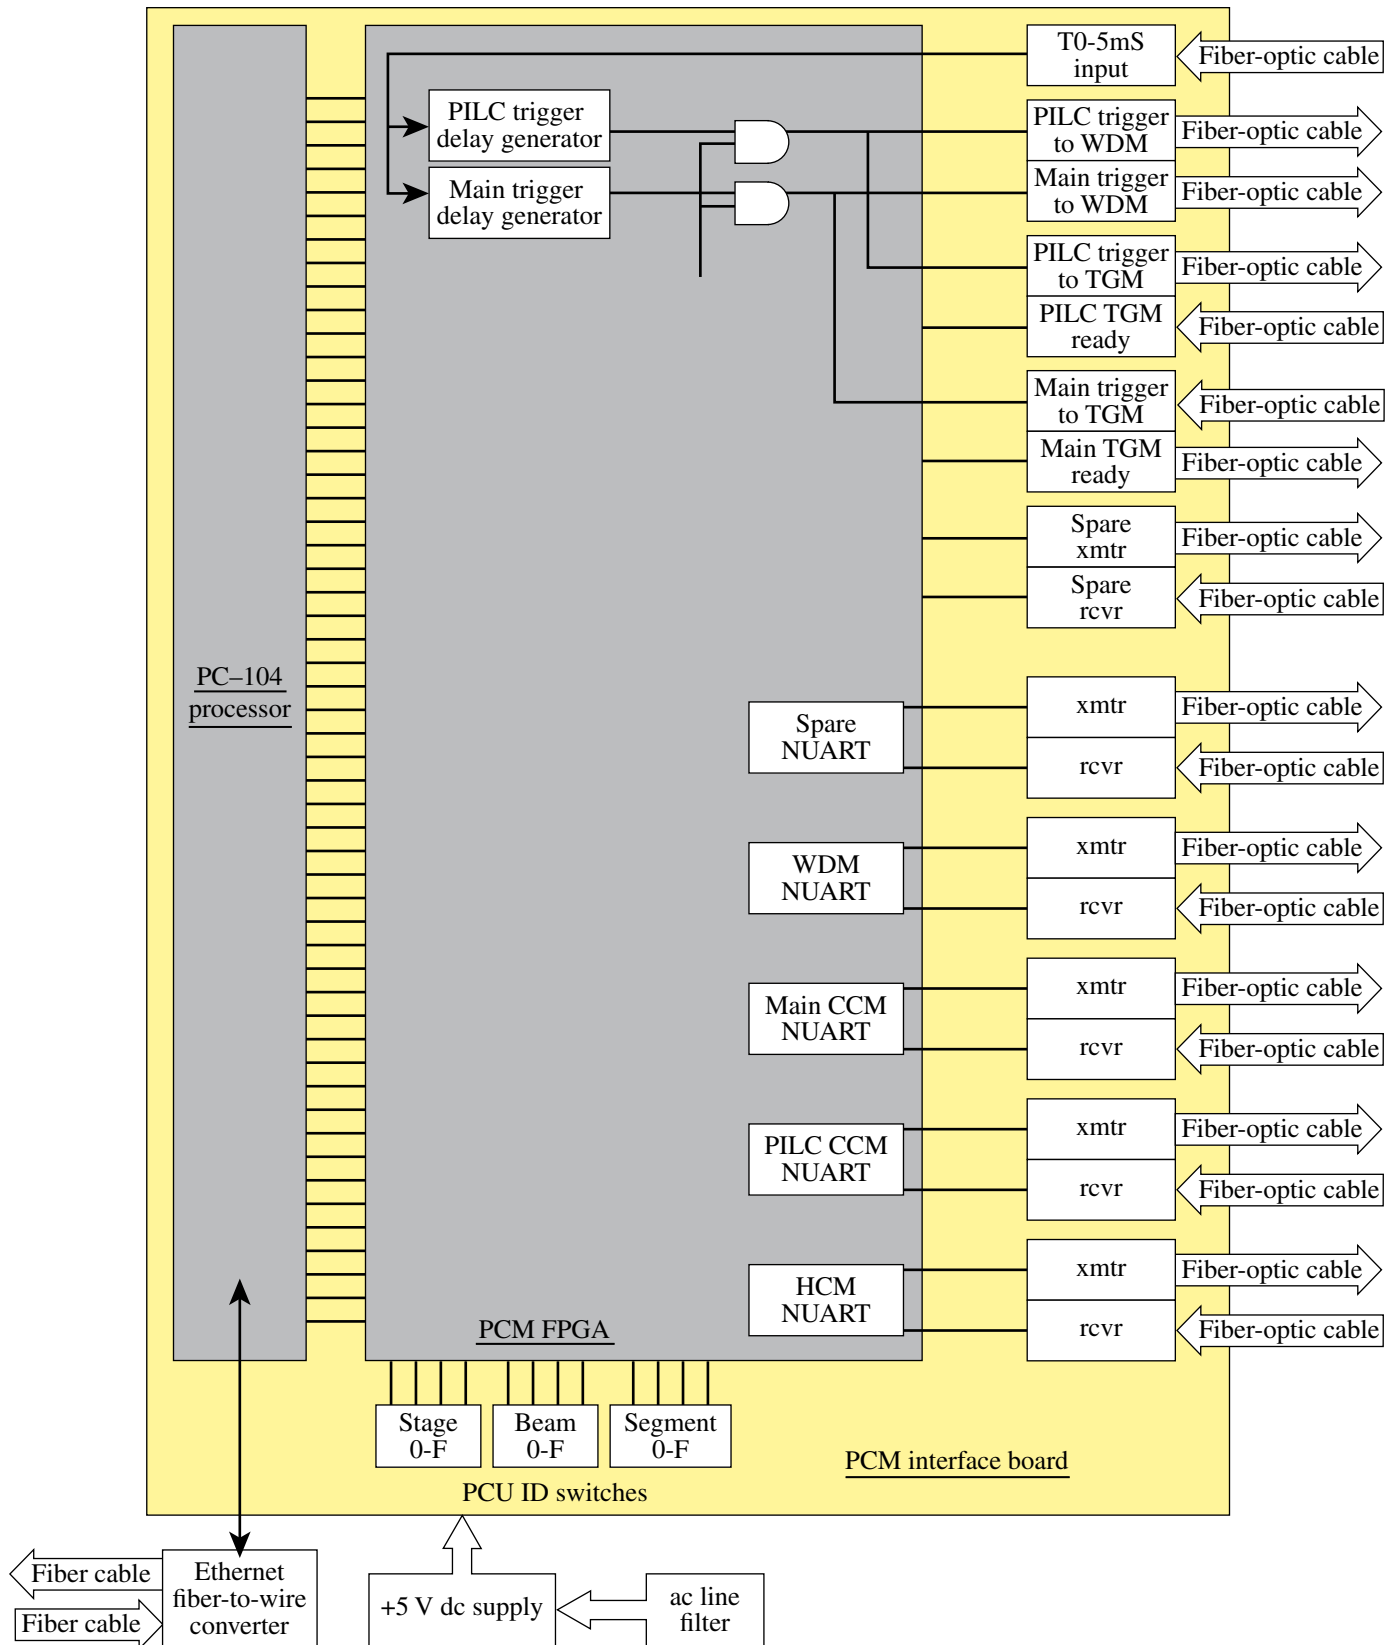 T0-5mS
input
Fiber-optic cable
PILC trigger
delay generator
PILC trigger
to WDM
Fiber-optic cable
Main trigger
delay generator
Main trigger
to WDM
Fiber-optic cable
PILC trigger
to TGM
Fiber-optic cable
PILC TGM
ready
Fiber-optic cable
Main trigger
to TGM
Fiber-optic cable
Main TGM
ready
Fiber-optic cable
Spare
xmtr
Fiber-optic cable
Spare
rcvr
Fiber-optic cable
PC–104
processor
Spare
NUART
xmtr
Fiber-optic cable
rcvr
Fiber-optic cable
WDM
NUART
xmtr
Fiber-optic cable
rcvr
Fiber-optic cable
Main CCM
NUART
xmtr
Fiber-optic cable
rcvr
Fiber-optic cable
PILC CCM
NUART
xmtr
Fiber-optic cable
rcvr
Fiber-optic cable
HCM
NUART
xmtr
Fiber-optic cable
rcvr
Fiber-optic cable
PCM FPGA
Stage
0-F
Beam
0-F
Segment
0-F
PCU ID switches
PCM interface board
Fiber cable
Fiber cable
Ethernet
fiber-to-wire
converter
+5 V dc supply
ac line
filter